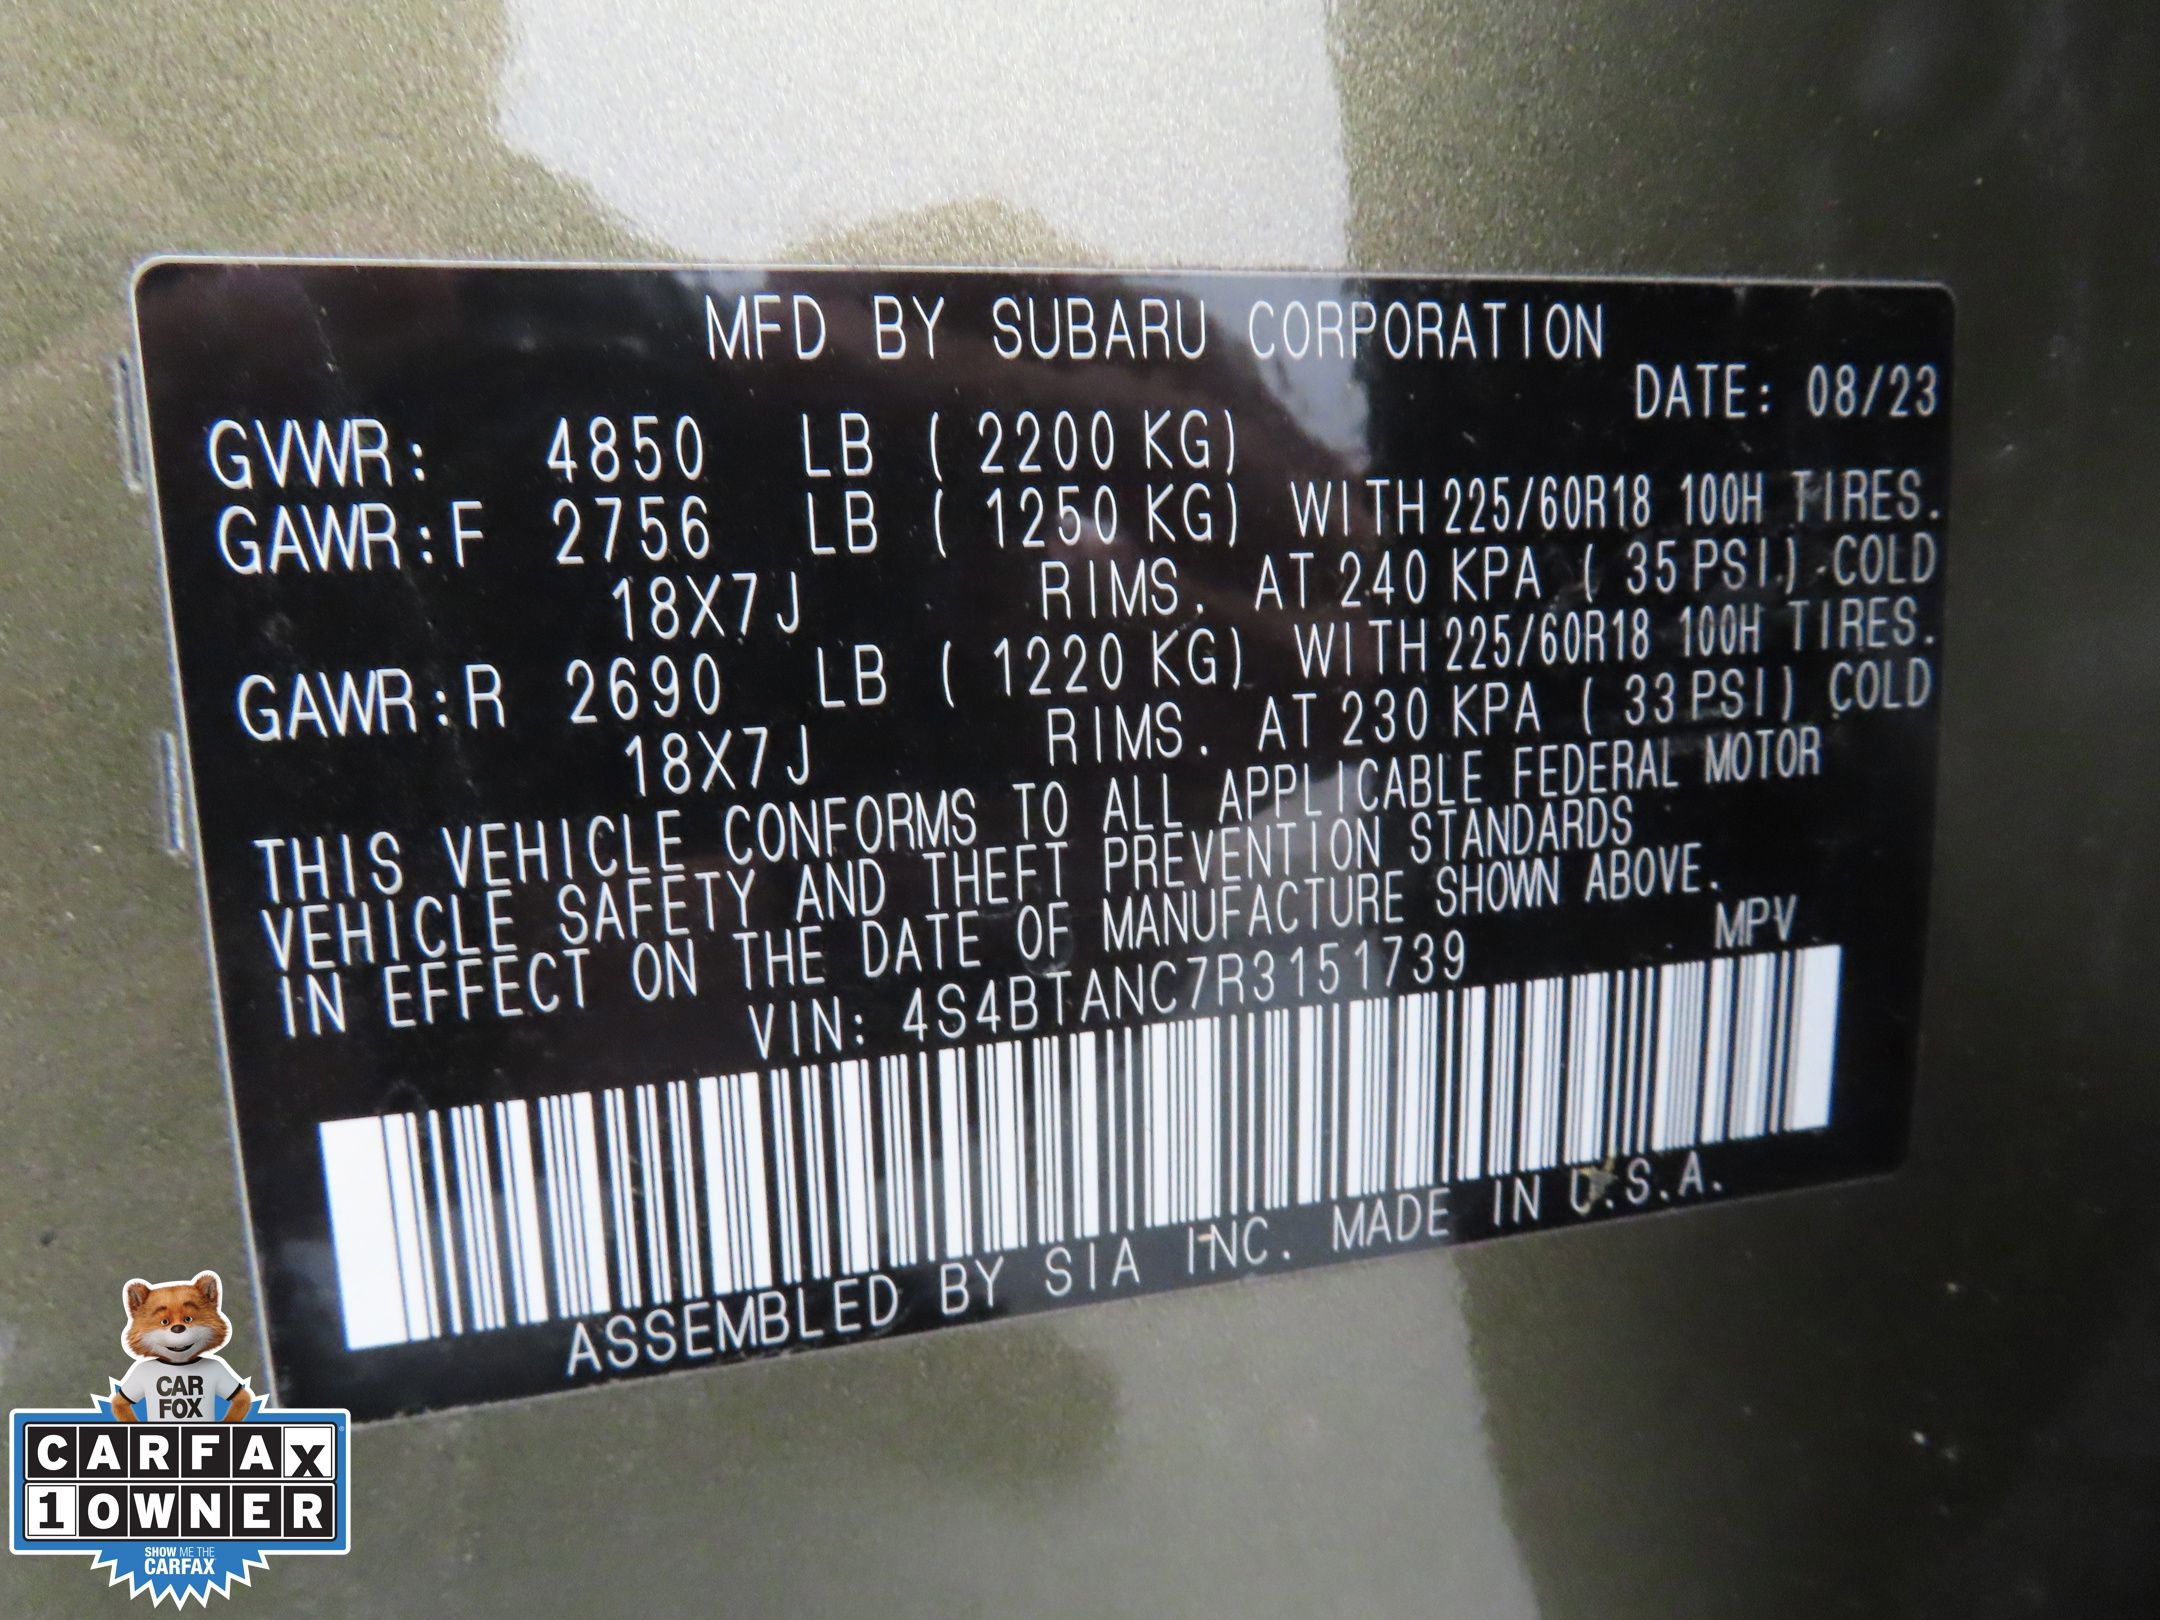 MFD BY SUBARU CORPORATION
DATE: 08/23
GVWR: 4850 LB ( 2200 KG)
GAWR:F 2756 LB ( 1250 KG) WITH 225/60R18 100H TIRES.
18X7J RIMS. AT 240 KPA ( 35 PSI) COLD
GAWR:R 2690 LB ( 1220 KG) WITH 225/60R18 100H TIRES.
18X7J RIMS. AT 230 KPA ( 33 PSI) COLD
THIS VEHICLE CONFORMS TO ALL APPLICABLE FEDERAL MOTOR
VEHICLE SAFETY AND THEFT PREVENTION STANDARDS
IN EFFECT ON THE DATE OF MANUFACTURE SHOWN ABOVE.
VIN: 4S4BTANC7R3151739 MPV
ASSEMBLED BY SIA INC. MADE IN U.S.A.
CAR
FOX
CARFAX
1 OWNER
SHOW ME THE
CARFAX